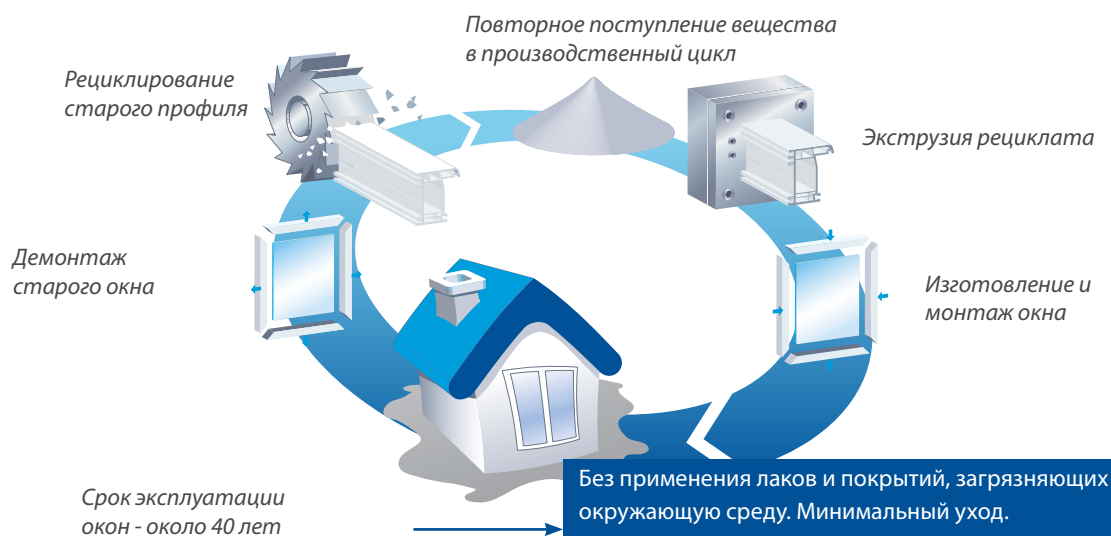 Повторное поступление вещества
в производственный цикл
Рециклирование
старого профиля
Экструзия рециклата
Демонтаж
старого окна
Изготовление и
монтаж окна
Срок эксплуатации
окон - около 40 лет
Без применения лаков и покрытий, загрязняющих
окружающую среду. Минимальный уход.